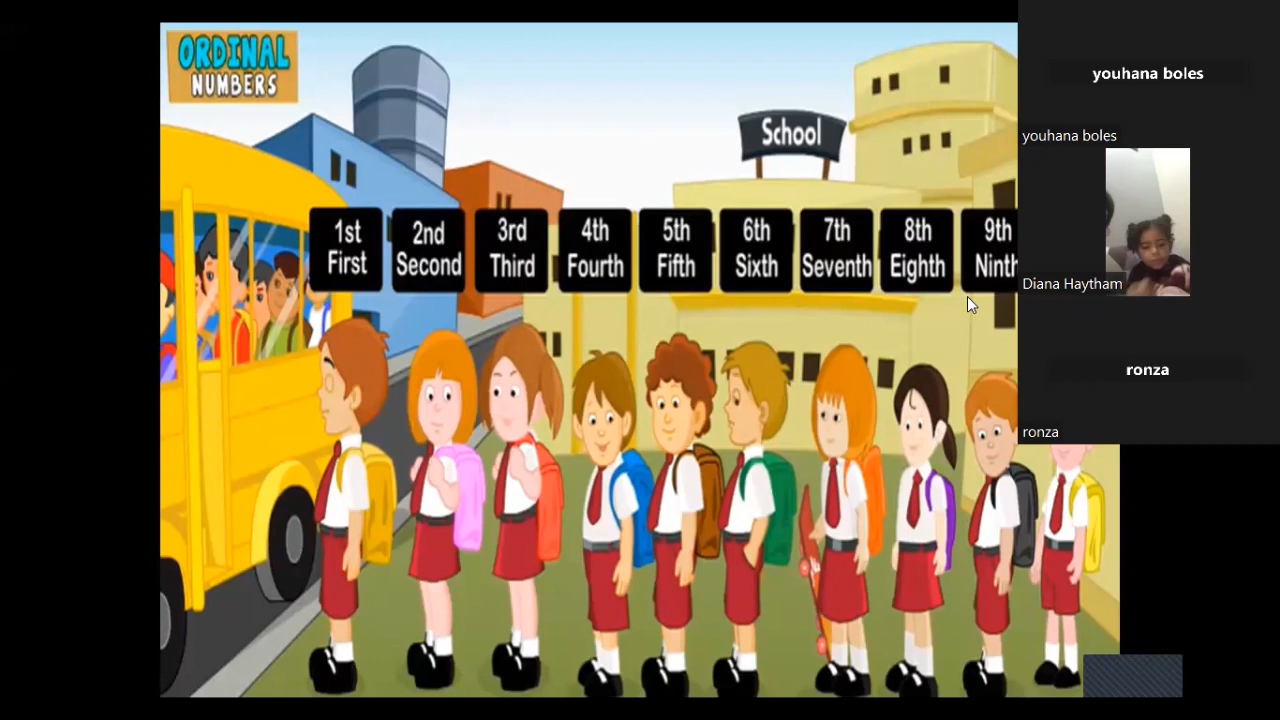 ORDINAL
NUMBERS
School
1st
First
2nd
Second
3rd
Third
4th
Fourth
5th
Fifth
6th
Sixth
7th
Seventh
8th
Eighth
9th
Ninth
youhana boles
youhana boles
Diana Haytham
ronza
ronza